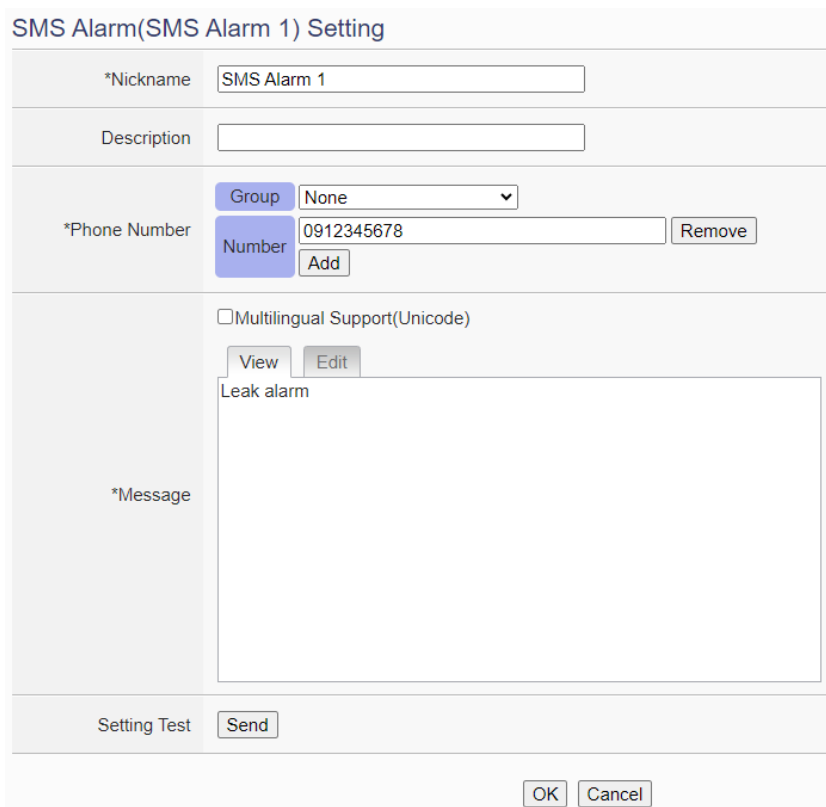 SMS Alarm(SMS Alarm 1) Setting
*Nickname SMS Alarm 1
Description
*Phone Number
Group None
Number 0912345678 Remove
Add
*Message
Multilingual Support(Unicode)
View Edit
Leak alarm
Setting Test Send
OK Cancel